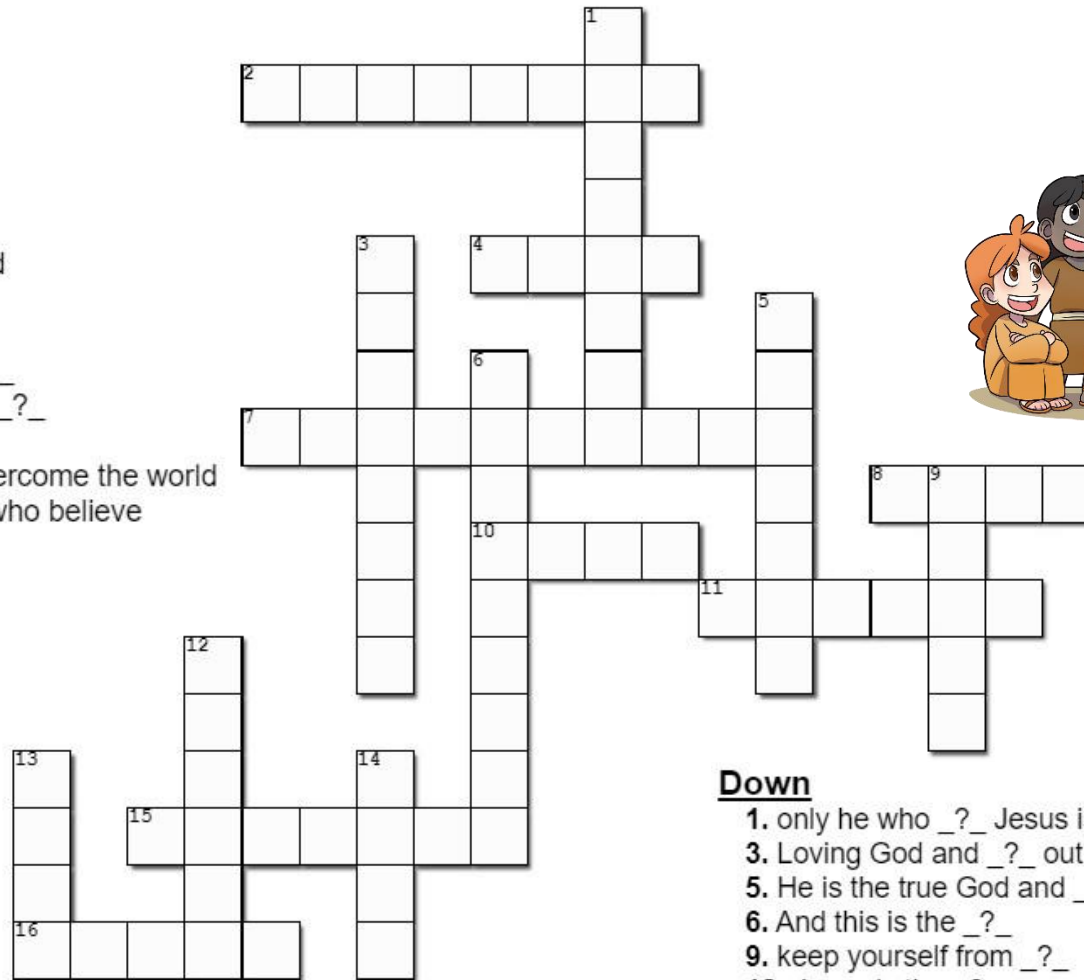 1
2
3
4
5
6
_?_
7
ercome the world
8
9
who believe
10
11
12
13
14
Down
15
1. only he who _?_ Jesus i
3. Loving God and _?_ out
5. He is the true God and _
6. And this is the _?_
16
9. keep yourself from _?_